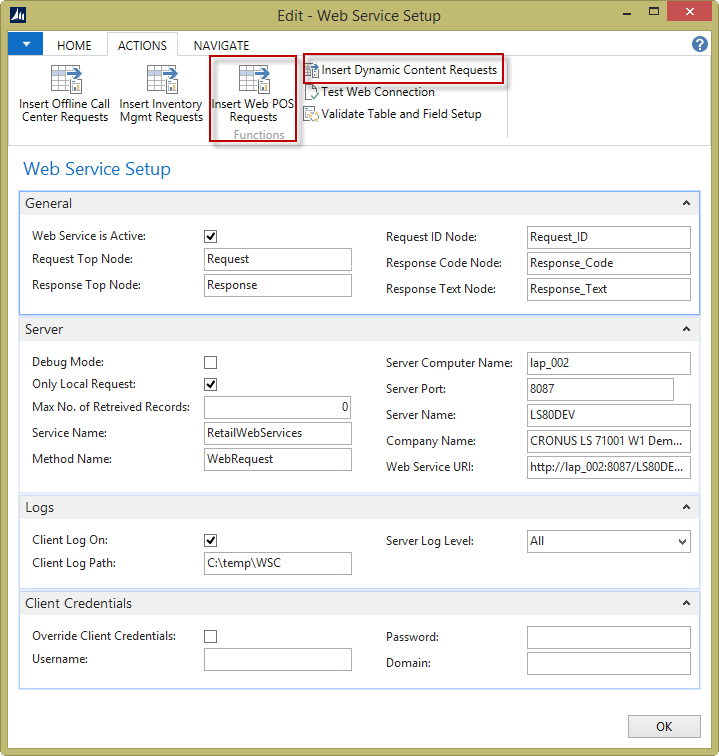 Edit - Web Service Setup
HOME
ACTIONS
NAVIGATE
?
Insert Offline Call
Center Requests
Insert Inventory
Mgmt Requests
Insert Web POS
Requests
Insert Dynamic Content Requests
Test Web Connection
Validate Table and Field Setup
Functions
Web Service Setup
General
Web Service is Active:
Request Top Node: Request
Response Top Node: Response
Request ID Node: Request_ID
Response Code Node: Response_Code
Response Text Node: Response_Text
Server
Debug Mode:
Only Local Request:
Max No. of Retreived Records: 0
Service Name: RetailWebServices
Method Name: WebRequest
Server Computer Name: lap_002
Server Port: 8087
Server Name: LS80DEV
Company Name: CRONUS LS 71001 W1 Dem...
Web Service URI: http://lap_002:8087/LS80DE...
Logs
Client Log On:
Client Log Path: C:\temp\WSC
Server Log Level: All
Client Credentials
Override Client Credentials:
Username:
Password:
Domain:
OK